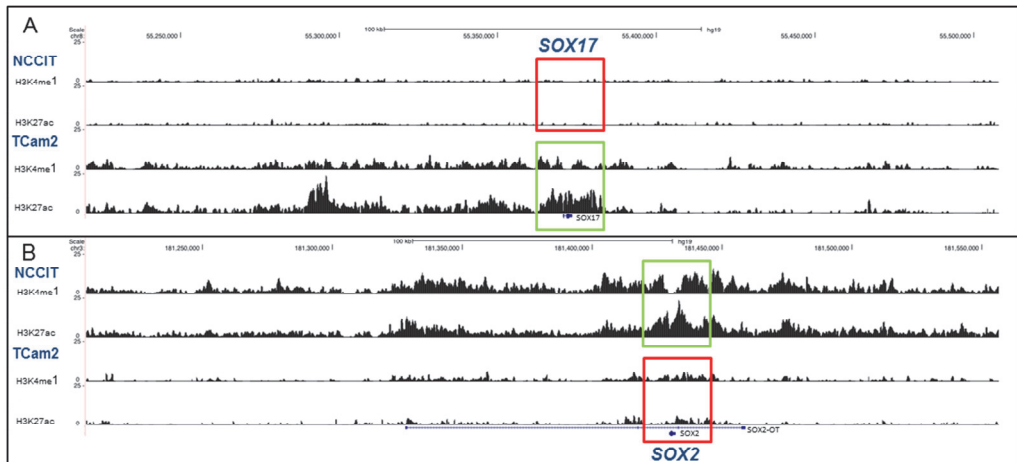 A
Scale
100 kb
hg19
chr8:
55,250,000
55,300,000
55,350,000
55,400,000
55,450,000
55,500,000
25
SOX17
NCCIT
H3K4me1
0
25
H3K27ac
0
TCam2
25
H3K4me1
0
25
H3K27ac
0
SOX17
B
Scale
100 kb
hg19
chr3:
181,250,000
181,300,000
181,350,000
181,400,000
181,450,000
181,500,000
181,550,000
25
NCCIT
H3K4me1
0
25
H3K27ac
0
TCam2
25
H3K4me1
0
25
H3K27ac
0
SOX2-OT
SOX2
SOX2